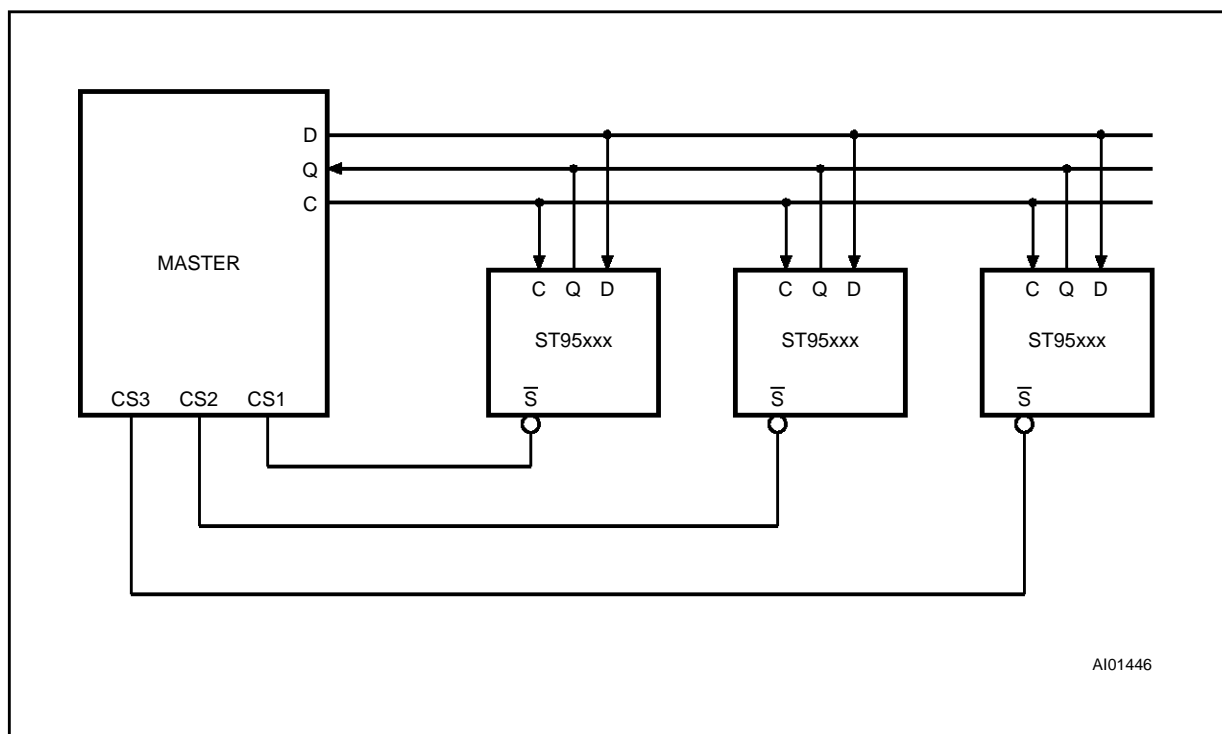 D
Q
C
MASTER
C Q D
C Q D
C Q D
ST95xxx
ST95xxx
ST95xxx
CS3 CS2 CS1
S̅
S̅
S̅
AI01446